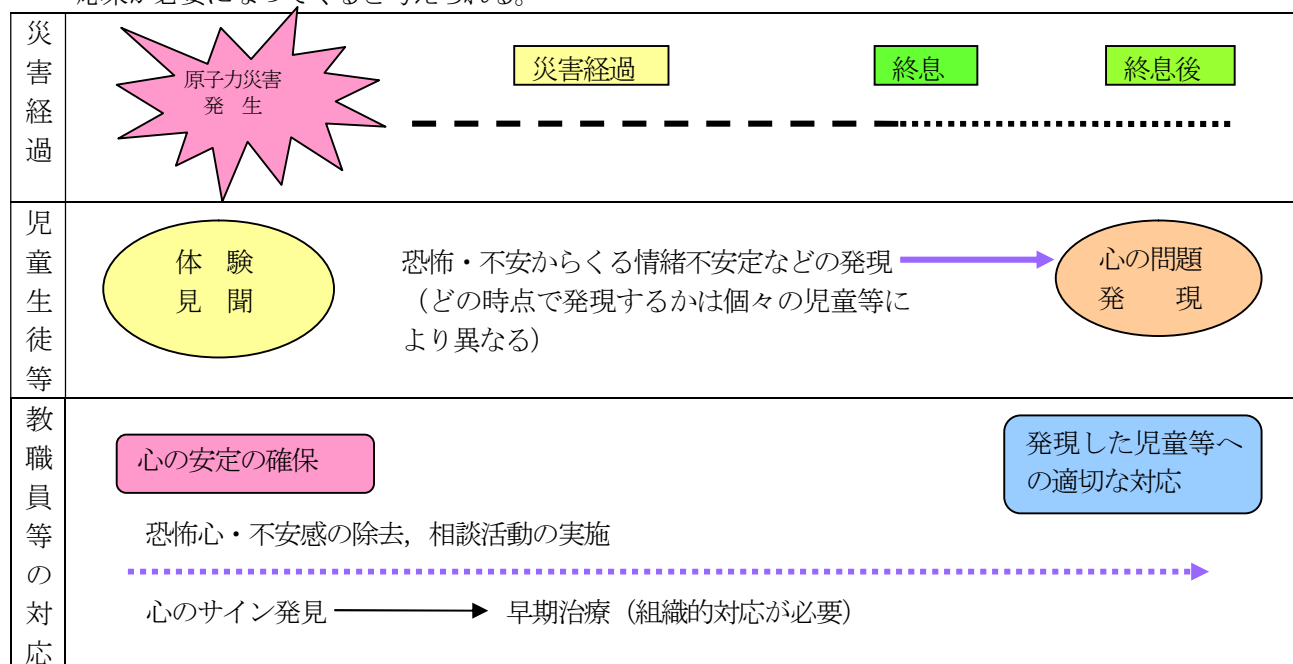 災害経過
原子力災害
発 生
災害経過
終息
終息後
児童生徒等
体 験
見 聞
恐怖・不安からくる情緒不安定などの発現
（どの時点で発現するかは個々の児童等に
より異なる）
心の問題
発 現
教職員等の対応
心の安定の確保
発現した児童等へ
の適切な対応
恐怖心・不安感の除去，相談活動の実施
心のサイン発見
早期治療（組織的対応が必要）